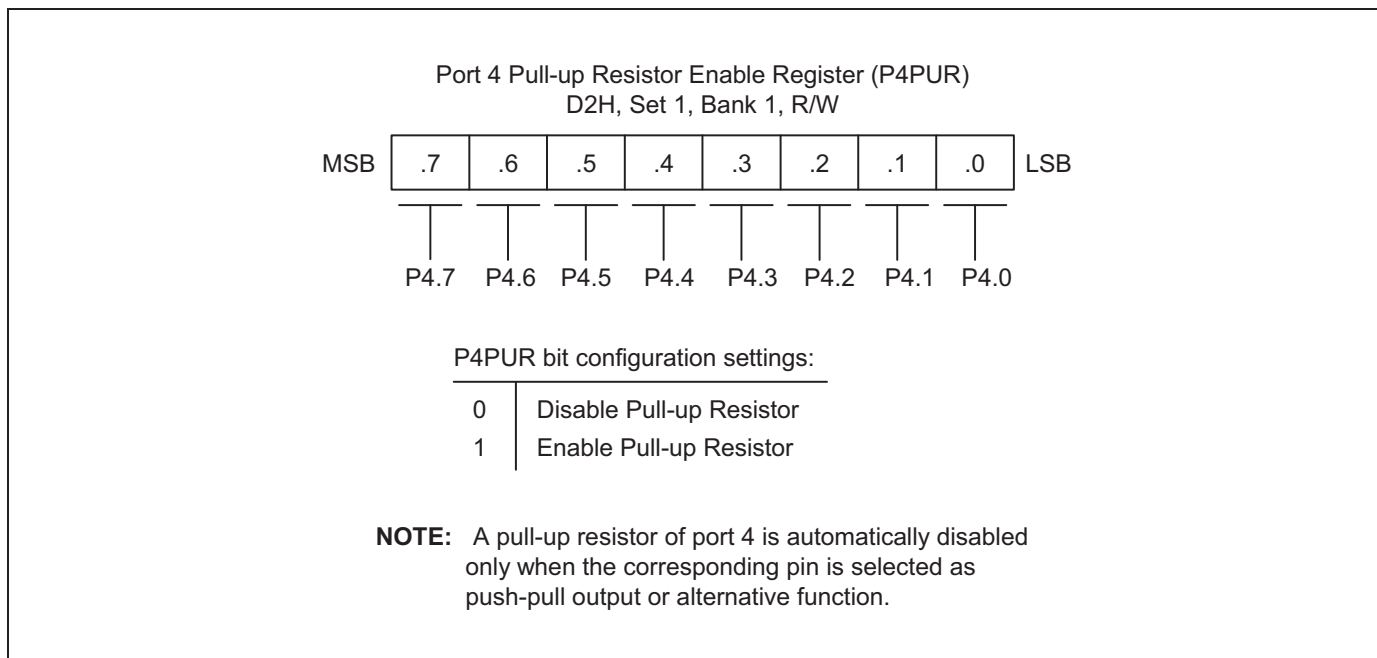 Port 4 Pull-up Resistor Enable Register (P4PUR)
D2H, Set 1, Bank 1, R/W
MSB .7 .6 .5 .4 .3 .2 .1 .0 LSB
P4.7 P4.6 P4.5 P4.4 P4.3 P4.2 P4.1 P4.0
P4PUR bit configuration settings:
0 Disable Pull-up Resistor
1 Enable Pull-up Resistor
NOTE: A pull-up resistor of port 4 is automatically disabled
only when the corresponding pin is selected as
push-pull output or alternative function.